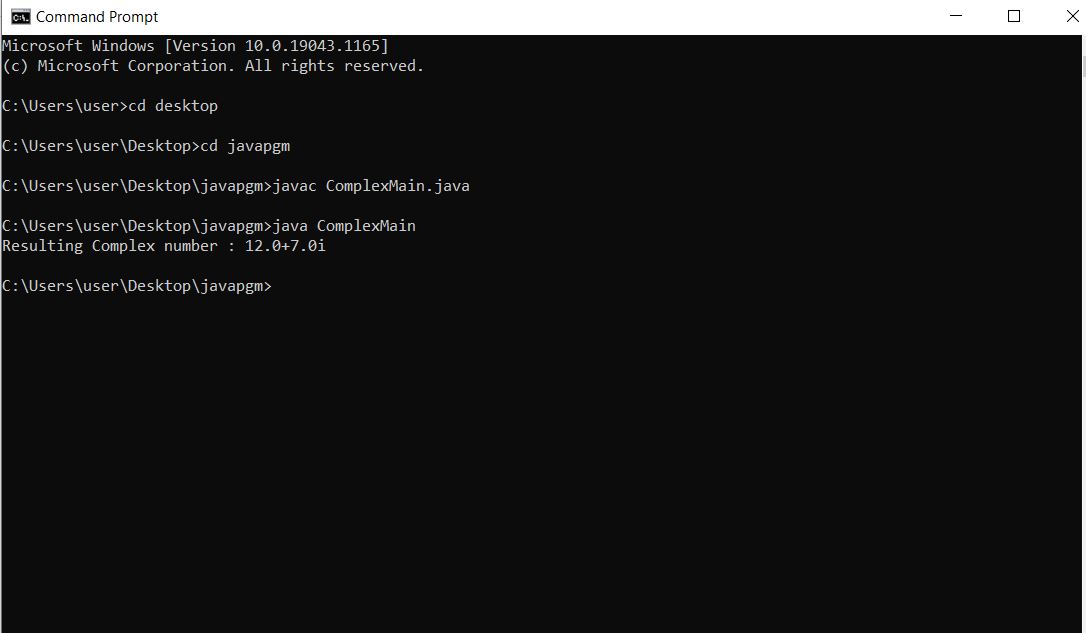 Command Prompt
Microsoft Windows [Version 10.0.19043.1165]
(c) Microsoft Corporation. All rights reserved.
C:\Users\user>cd desktop
C:\Users\user\Desktop>cd javapgm
C:\Users\user\Desktop\javapgm>javac ComplexMain.java
C:\Users\user\Desktop\javapgm>java ComplexMain
Resulting Complex number : 12.0+7.0i
C:\Users\user\Desktop\javapgm>